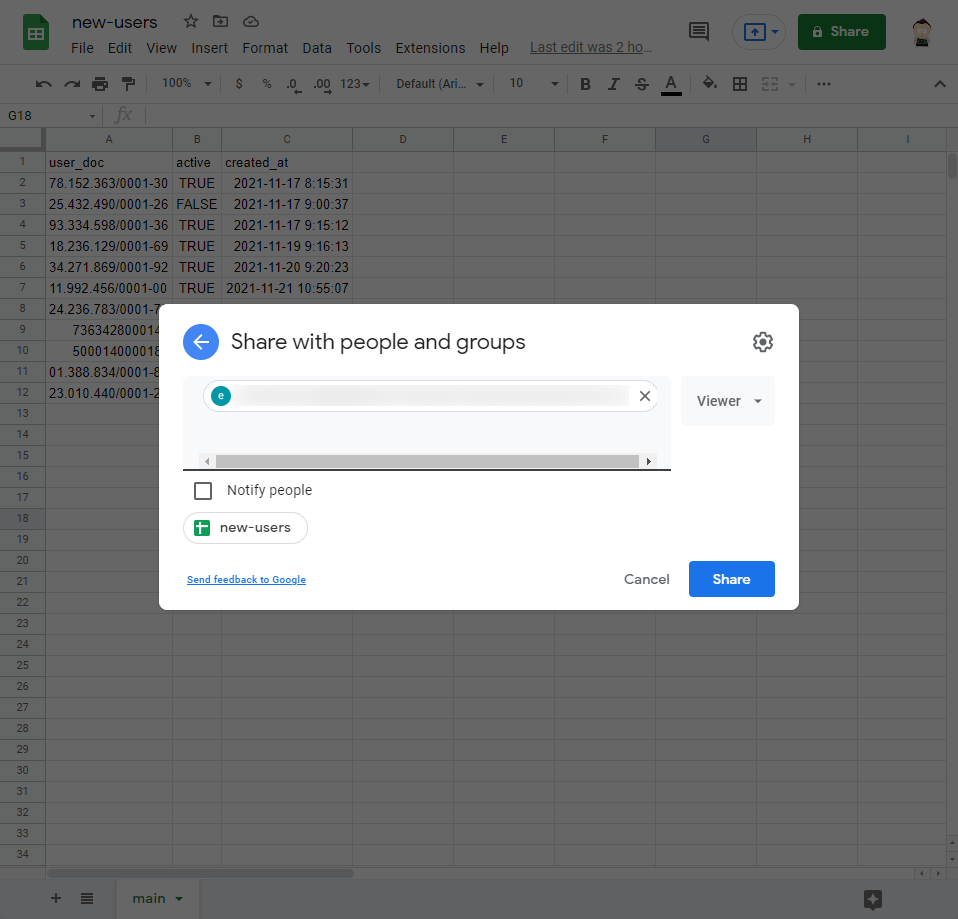 new-users
File Edit View Insert Format Data Tools Extensions Help Last edit was 2 ho...
Share
100% $ % .0 .00 123 Default (Ari... 10 B I S A
G18 fx
A B C D E F G H I
1 user_doc active created_at
2 78.152.363/0001-30 TRUE 2021-11-17 8:15:31
3 25.432.490/0001-26 FALSE 2021-11-17 9:00:37
4 93.334.598/0001-36 TRUE 2021-11-17 9:15:12
5 18.236.129/0001-69 TRUE 2021-11-19 9:16:13
6 34.271.869/0001-92 TRUE 2021-11-20 9:20:23
7 11.992.456/0001-00 TRUE 2021-11-21 10:55:07
8 24.236.783/0001-7
9 73634280001
10 500014000018
11 01.388.834/0001-
12 23.010.440/0001-2
13
14
15
16
17
18
19
20
21
22
23
24
25
26
27
28
29
30
31
32
33
34
Share with people and groups
e
Viewer
Notify people
new-users
Send feedback to Google
Cancel
Share
main